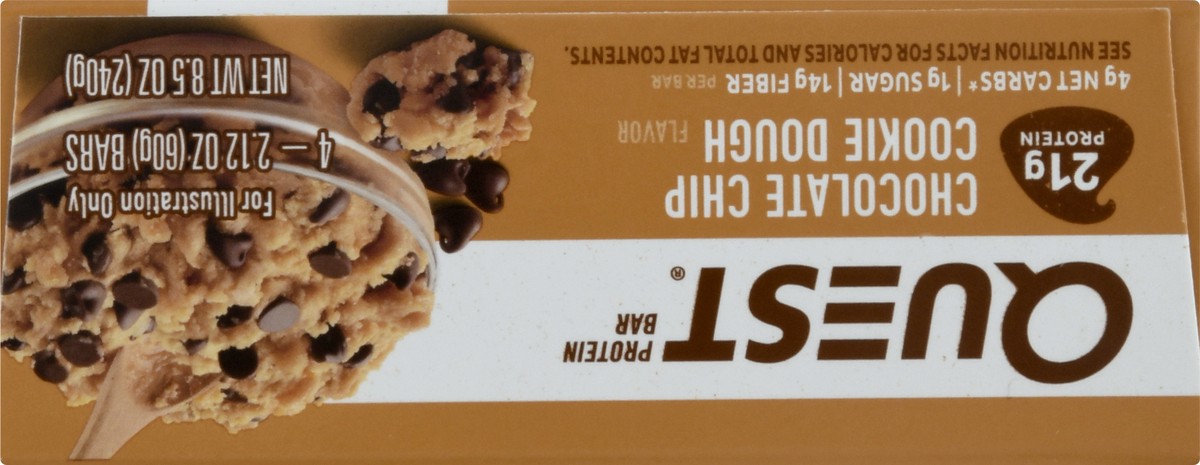 QUEST®
PROTEIN
BAR
21g
PROTEIN
CHOCOLATE CHIP
COOKIE DOUGH
FLAVOR
4g NET CARBS* | 1g SUGAR | 14g FIBER PER BAR
SEE NUTRITION FACTS FOR CALORIES AND TOTAL FAT CONTENTS.
For Illustration Only
4 — 2.12 OZ (60g) BARS
NET WT 8.5 OZ (240g)